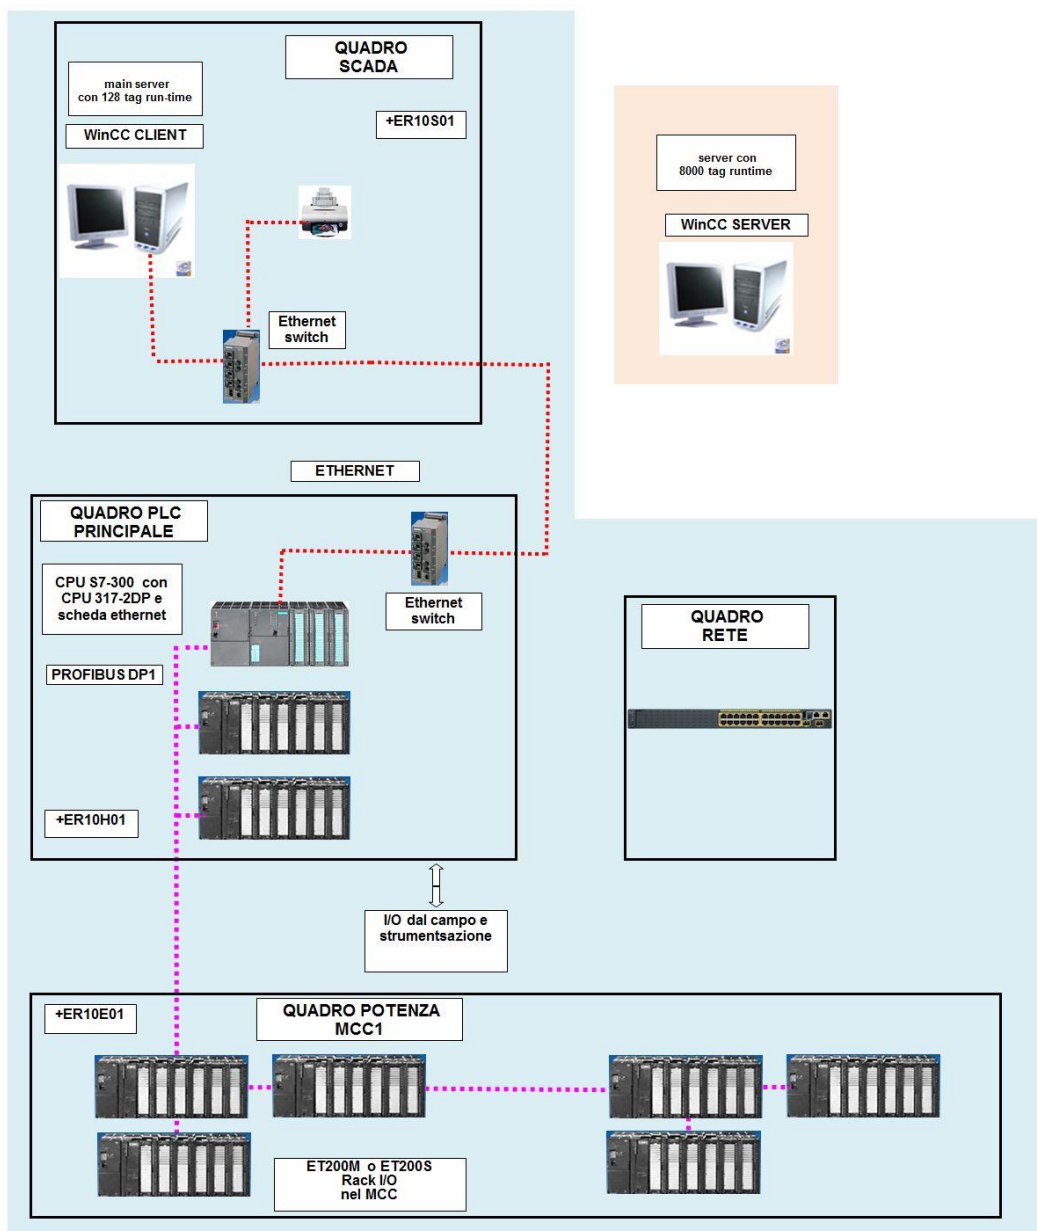 QUADRO
SCADA
main server
con 128 tag run-time
+ER10S01
WinCC CLIENT
server con
8000 tag runtime
WinCC SERVER
Ethernet
switch
ETHERNET
QUADRO PLC
PRINCIPALE
CPU S7-300 con
CPU 317-2DP e
scheda ethernet
Ethernet
switch
QUADRO
RETE
PROFIBUS DP1
+ER10H01
I/O dal campo e
strumentsazione
+ER10E01
QUADRO POTENZA
MCC1
ET200M o ET200S
Rack I/O
nel MCC